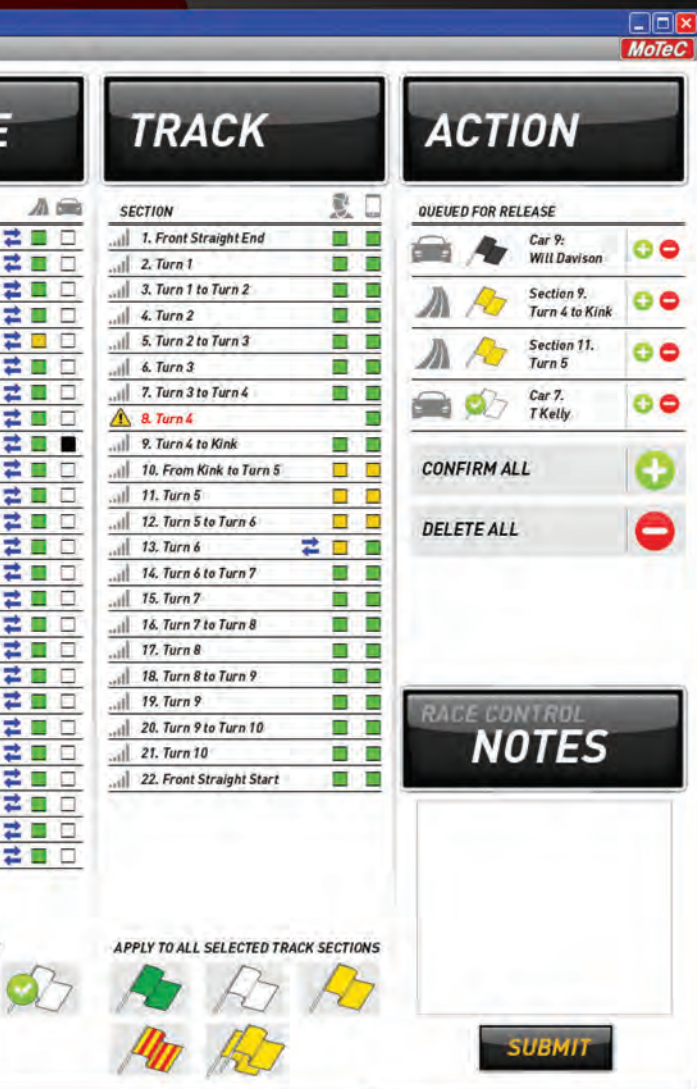 MoTeC
E
TRACK
SECTION
1. Front Straight End
2. Turn 1
3. Turn 1 to Turn 2
4. Turn 2
5. Turn 2 to Turn 3
6. Turn 3
7. Turn 3 to Turn 4
8. Turn 4
9. Turn 4 to Kink
10. From Kink to Turn 5
11. Turn 5
12. Turn 5 to Turn 6
13. Turn 6
14. Turn 6 to Turn 7
15. Turn 7
16. Turn 7 to Turn 8
17. Turn 8
18. Turn 8 to Turn 9
19. Turn 9
20. Turn 9 to Turn 10
21. Turn 10
22. Front Straight Start
APPLY TO ALL SELECTED TRACK SECTIONS
ACTION
QUEUED FOR RELEASE
Car 9:
Will Davison
Section 9.
Turn 4 to Kink
Section 11.
Turn 5
Car 7.
T Kelly
CONFIRM ALL
DELETE ALL
RACE CONTROL
NOTES
SUBMIT